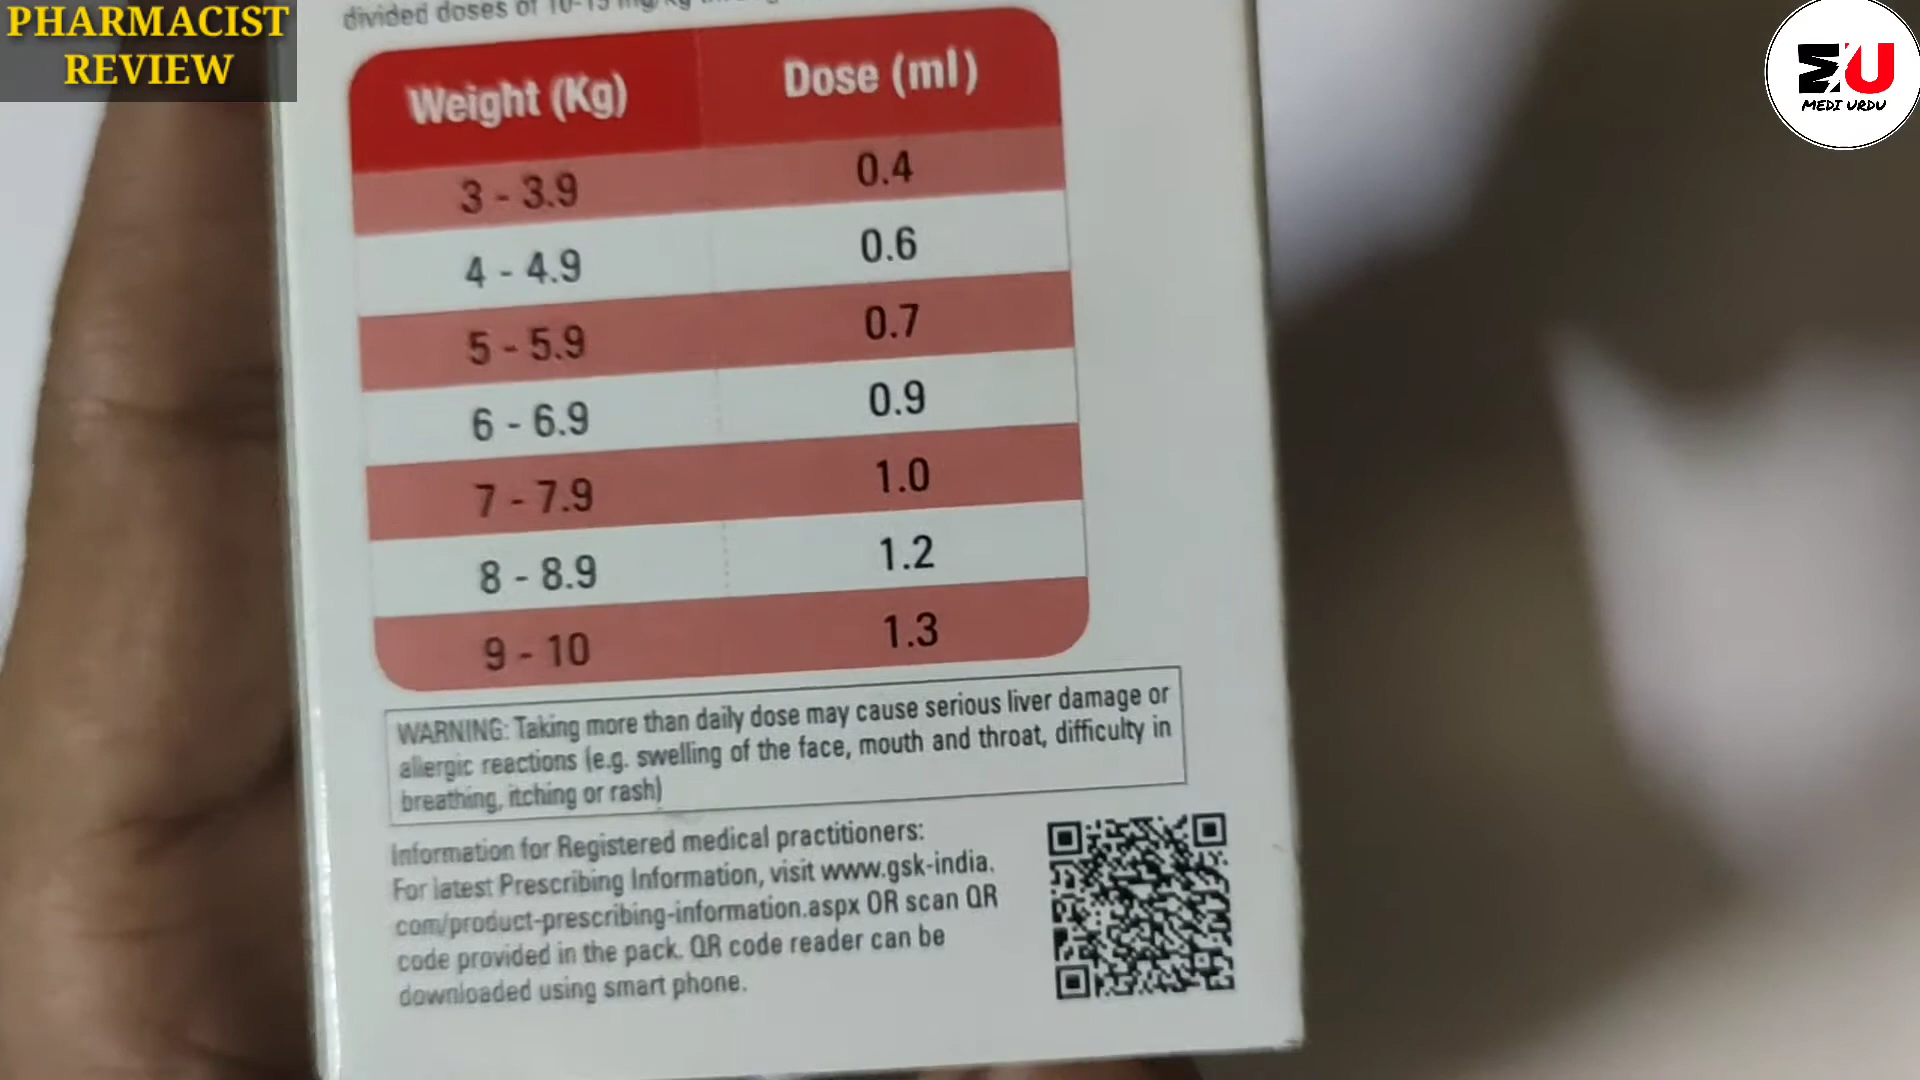 PHARMACIST
REVIEW
MEDI URDU
divided doses of 10-15 mg/kg
Weight (Kg) Dose (ml)
3 - 3.9 0.4
4 - 4.9 0.6
5 - 5.9 0.7
6 - 6.9 0.9
7 - 7.9 1.0
8 - 8.9 1.2
9 - 10 1.3
WARNING: Taking more than daily dose may cause serious liver damage or
allergic reactions (e.g. swelling of the face, mouth and throat, difficulty in
breathing, itching or rash)
Information for Registered medical practitioners:
For latest Prescribing Information, visit www.gsk-india.
com/product-prescribing-information.aspx OR scan QR
code provided in the pack. QR code reader can be
downloaded using smart phone.